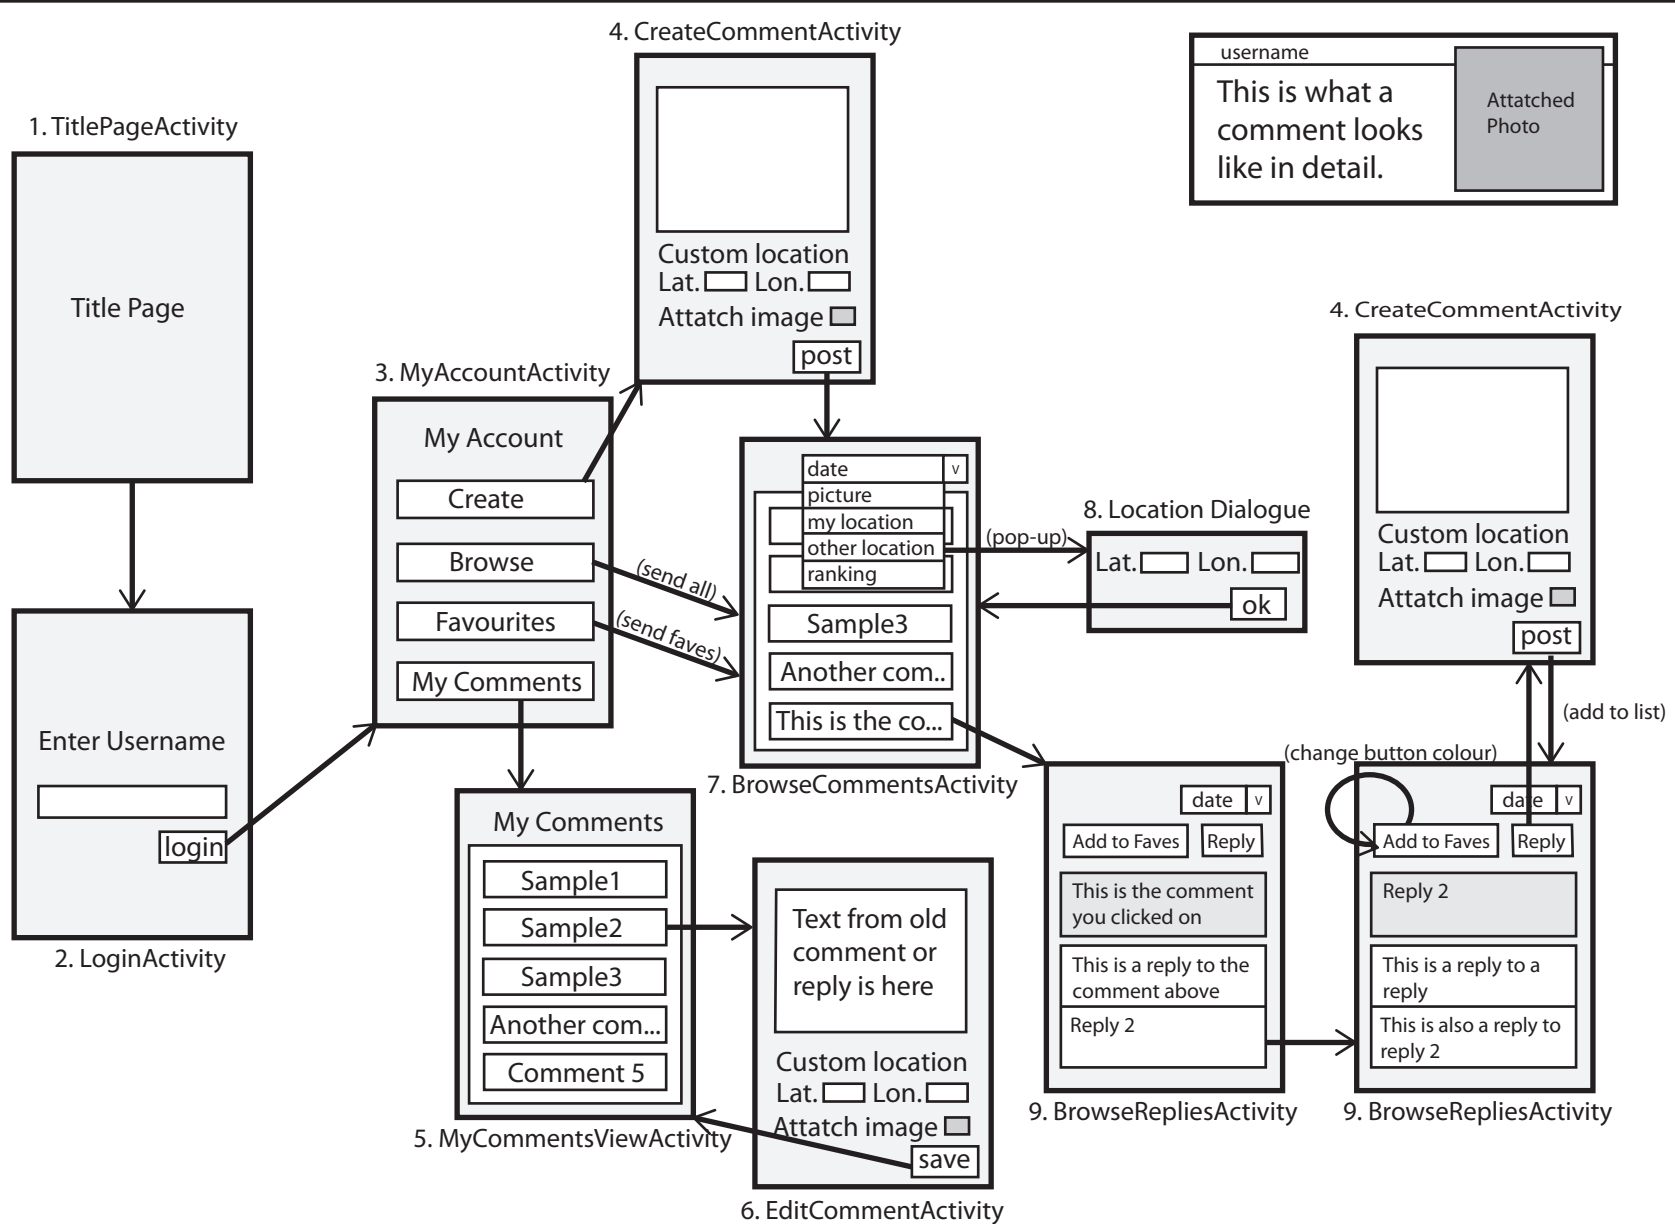 4. CreateCommentActivity
Custom location
Lat. Lon.
Attatch image
post
username
This is what a
comment looks
like in detail.
Attatched
Photo
1. TitlePageActivity
Title Page
2. LoginActivity
Enter Username
login
3. MyAccountActivity
My Account
Create
Browse
Favourites
My Comments
(send all)
(send faves)
date v
picture
my location
other location
ranking
Sample3
Another com..
This is the co...
7. BrowseCommentsActivity
(pop-up)
8. Location Dialogue
Lat. Lon.
ok
4. CreateCommentActivity
Custom location
Lat. Lon.
Attatch image
post
(add to list)
(change button colour)
My Comments
Sample1
Sample2
Sample3
Another com...
Comment 5
5. MyCommentsViewActivity
Text from old
comment or
reply is here
Custom location
Lat. Lon.
Attatch image
save
6. EditCommentActivity
date v
Add to Faves Reply
This is the comment
you clicked on
This is a reply to the
comment above
Reply 2
9. BrowseRepliesActivity
date v
Add to Faves Reply
Reply 2
This is a reply to a
reply
This is also a reply to
reply 2
9. BrowseRepliesActivity